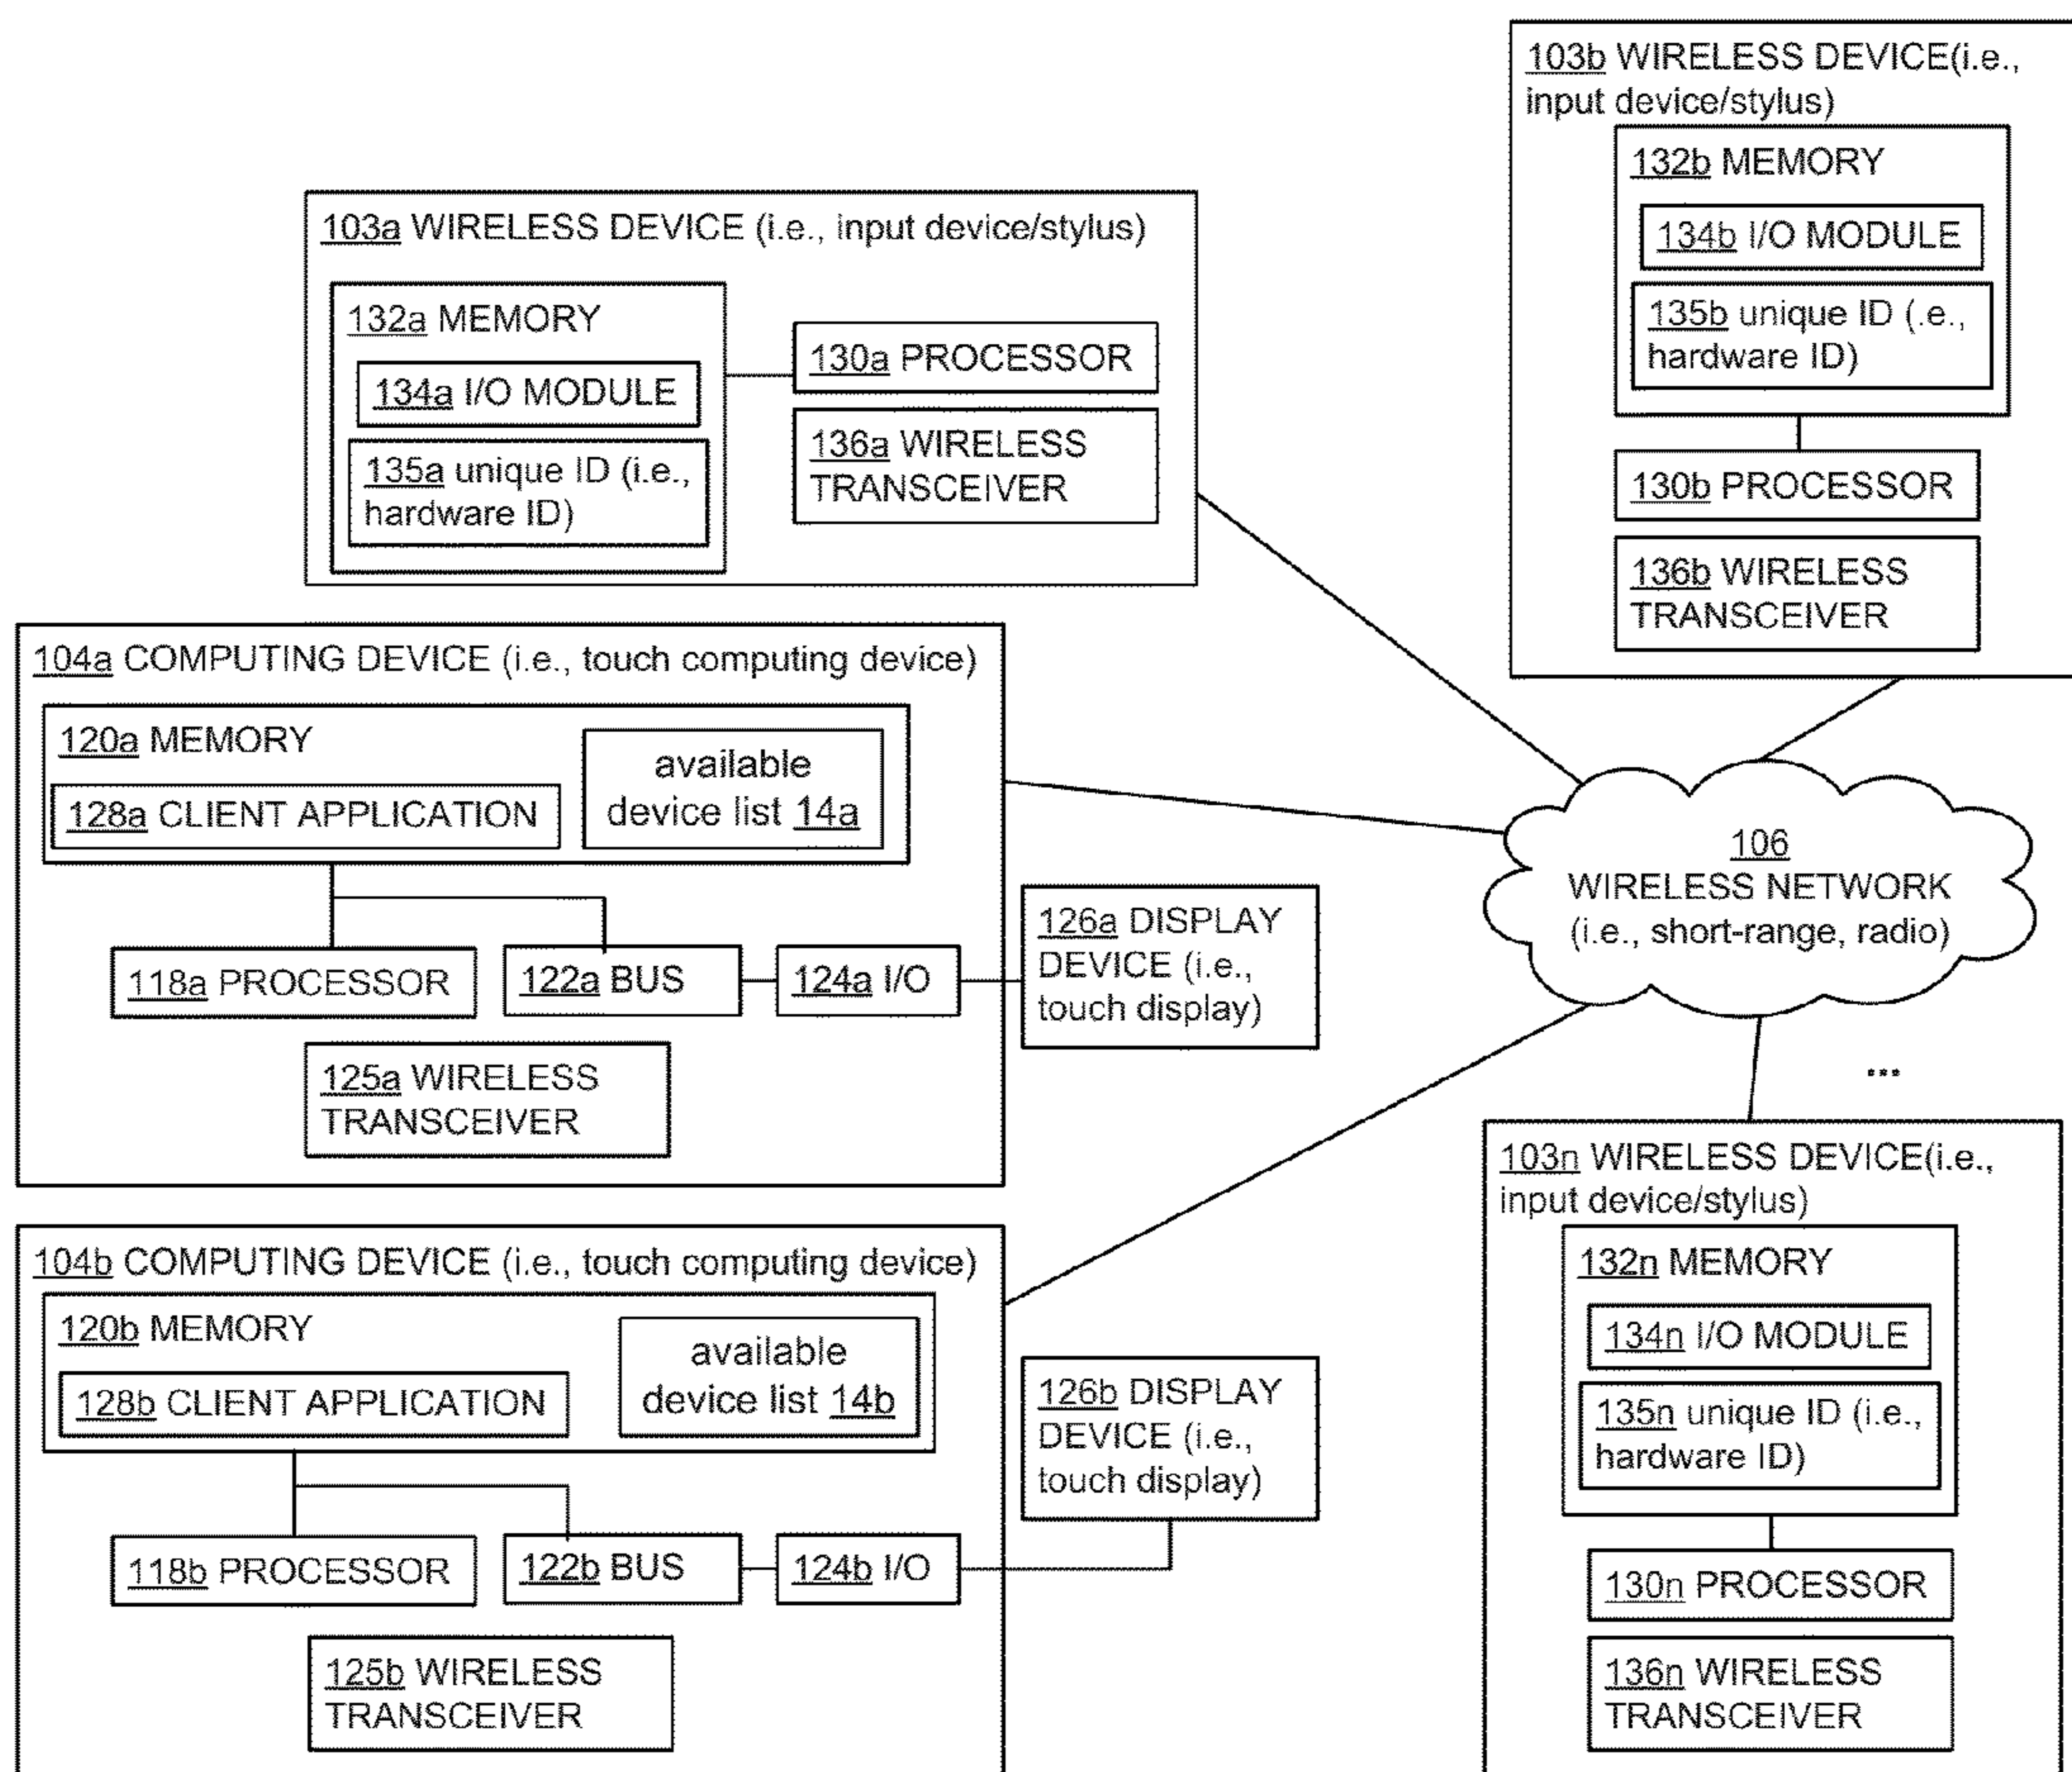 103b WIRELESS DEVICE(i.e.,
input device/stylus)
132b MEMORY
134b I/O MODULE
135b unique ID (.e.,
hardware ID)
130b PROCESSOR
136b WIRELESS
TRANSCEIVER
103a WIRELESS DEVICE (i.e., input device/stylus)
132a MEMORY
134a I/O MODULE
135a unique ID (i.e.,
hardware ID)
130a PROCESSOR
136a WIRELESS
TRANSCEIVER
104a COMPUTING DEVICE (i.e., touch computing device)
120a MEMORY
128a CLIENT APPLICATION
available
device list 14a
118a PROCESSOR
122a BUS
124a I/O
125a WIRELESS
TRANSCEIVER
126a DISPLAY
DEVICE (i.e.,
touch display)
106
WIRELESS NETWORK
(i.e., short-range, radio)
...
104b COMPUTING DEVICE (i.e., touch computing device)
120b MEMORY
128b CLIENT APPLICATION
available
device list 14b
118b PROCESSOR
122b BUS
124b I/O
125b WIRELESS
TRANSCEIVER
126b DISPLAY
DEVICE (i.e.,
touch display)
103n WIRELESS DEVICE(i.e.,
input device/stylus)
132n MEMORY
134n I/O MODULE
135n unique ID (i.e.,
hardware ID)
130n PROCESSOR
136n WIRELESS
TRANSCEIVER